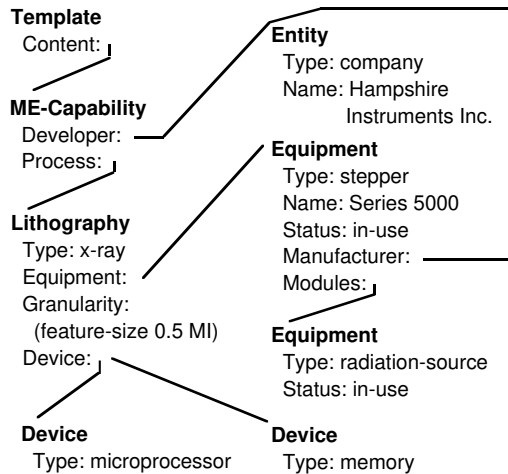 Template
Content:
ME-Capability
Developer:
Process:
Lithography
Type: x-ray
Equipment:
Granularity:
(feature-size 0.5 MI)
Device:
Device
Type: microprocessor
Entity
Type: company
Name: Hampshire
Instruments Inc.
Equipment
Type: stepper
Name: Series 5000
Status: in-use
Manufacturer:
Modules:
Equipment
Type: radiation-source
Status: in-use
Device
Type: memory